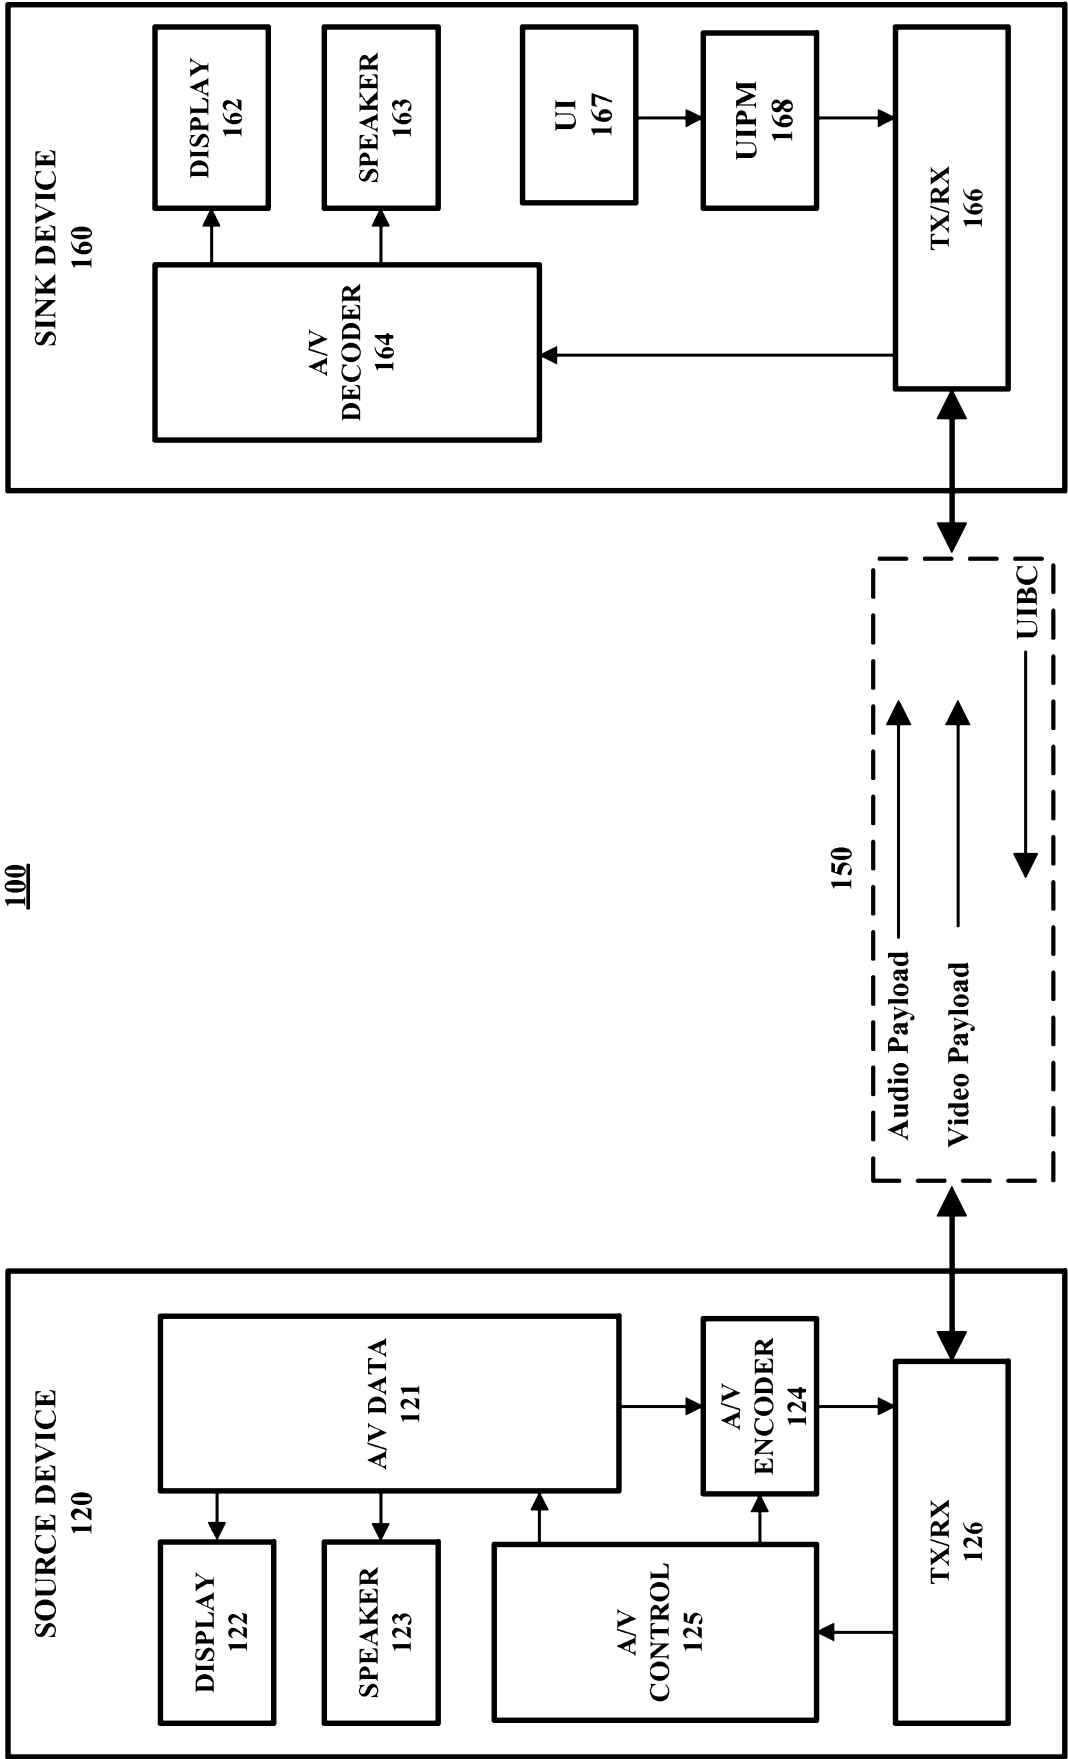 100
SOURCE DEVICE
120
DISPLAY
122
SPEAKER
123
A/V DATA
121
A/V
CONTROL
125
A/V
ENCODER
124
TX/RX
126
150
Audio Payload
Video Payload
UIBC
SINK DEVICE
160
A/V
DECODER
164
DISPLAY
162
SPEAKER
163
UI
167
UIPM
168
TX/RX
166